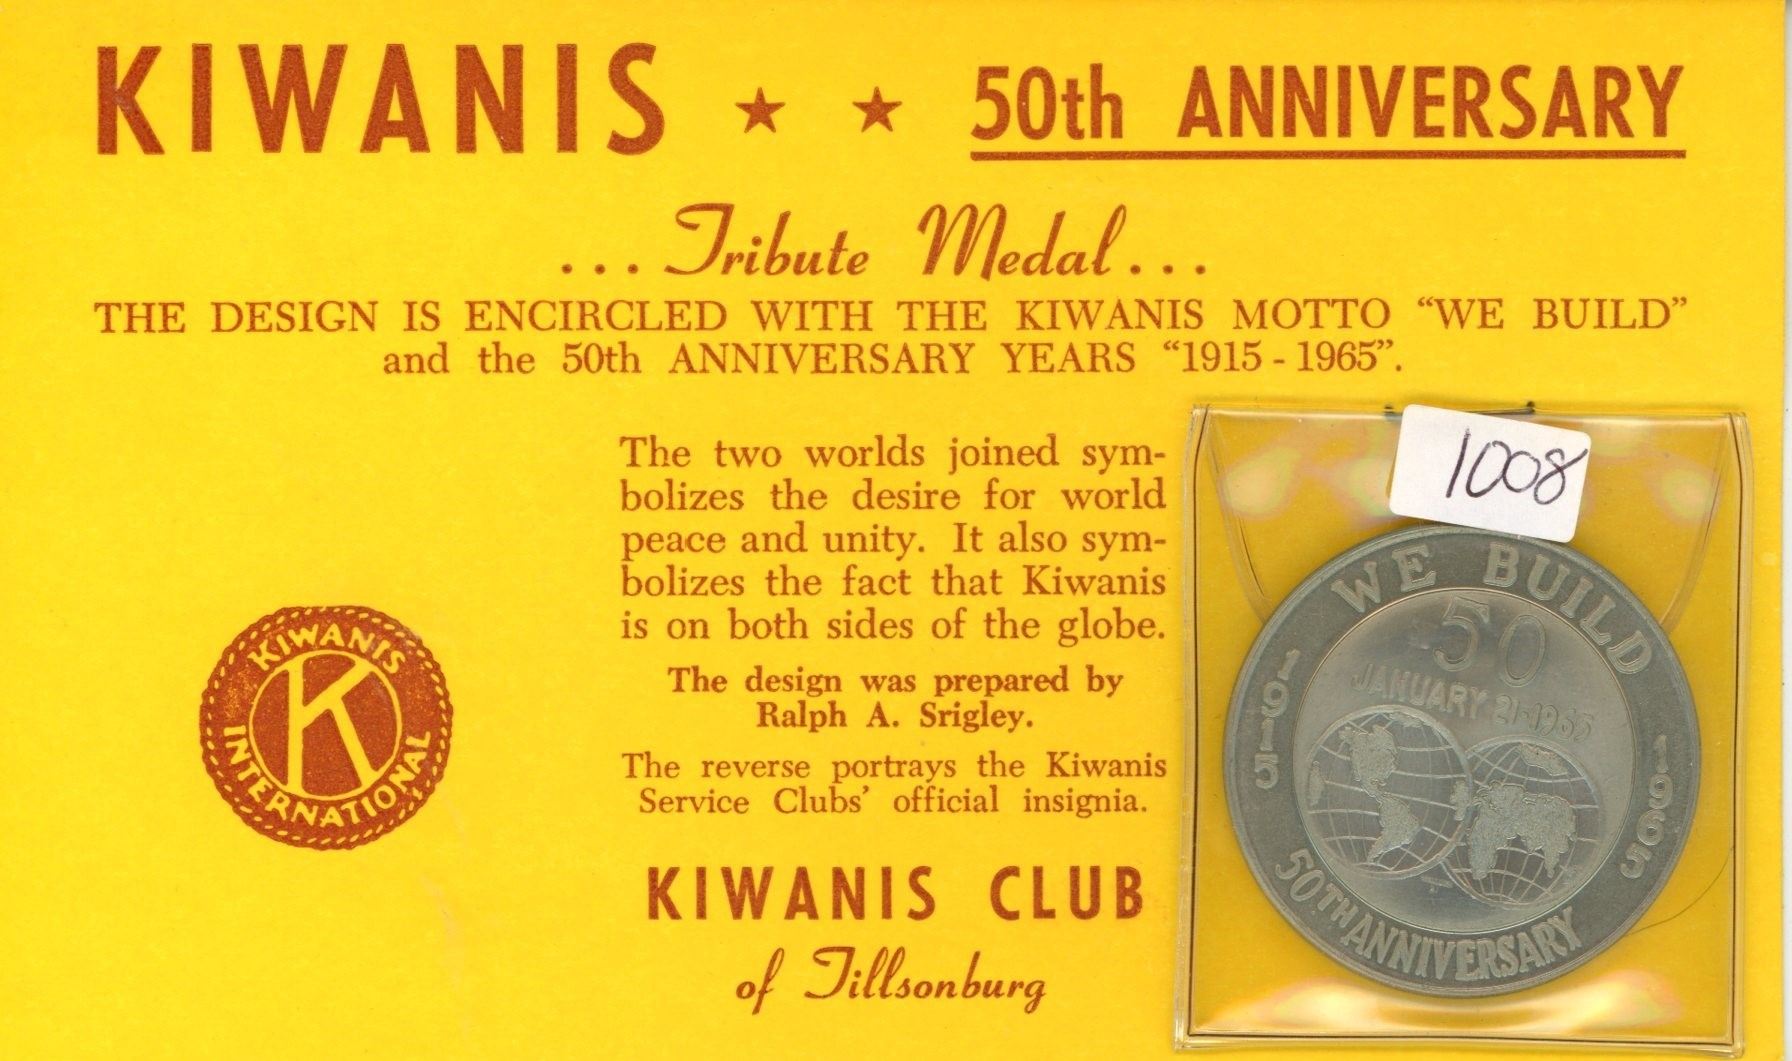 KIWANIS ★ ★ 50th ANNIVERSARY
...Tribute Medal...
THE DESIGN IS ENCIRCLED WITH THE KIWANIS MOTTO “WE BUILD”
and the 50th ANNIVERSARY YEARS “1915 - 1965”.
The two worlds joined sym-
bolizes the desire for world
peace and unity. It also sym-
bolizes the fact that Kiwanis
is on both sides of the globe.
The design was prepared by
Ralph A. Srigley.
The reverse portrays the Kiwanis
Service Clubs’ official insignia.
KIWANIS CLUB
of Tillsonburg
KIWANIS
K
INTERNATIONAL
1008
WE BUILD
50
JANUARY 21-1965
1915
1965
50TH ANNIVERSARY